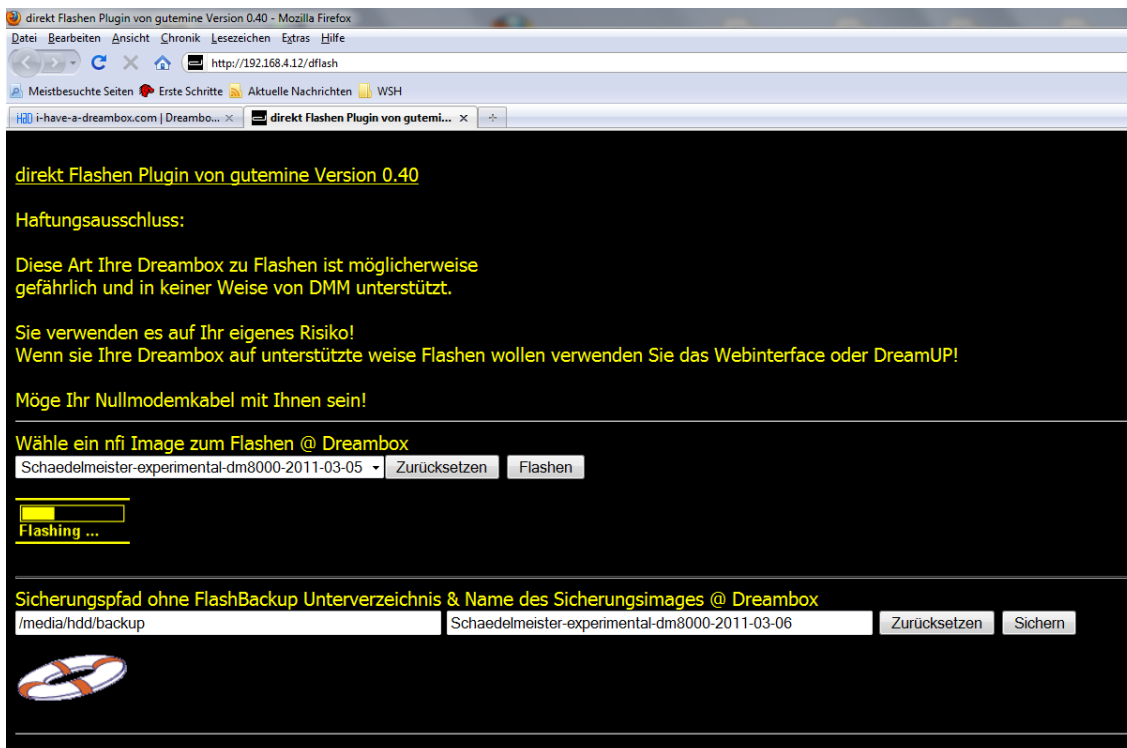 direkt Flashen Plugin von gutemine Version 0.40 - Mozilla Firefox
Datei Bearbeiten Ansicht Chronik Lesezeichen Extras Hilfe
http://192.168.4.12/dflash
Meistbesuchte Seiten Erste Schritte Aktuelle Nachrichten WSH
i-have-a-dreambox.com | Dreambo... direkt Flashen Plugin von gutemi...
direkt Flashen Plugin von gutemine Version 0.40
Haftungsausschluss:
Diese Art Ihre Dreambox zu Flashen ist möglicherweise
gefährlich und in keiner Weise von DMM unterstützt.
Sie verwenden es auf Ihr eigenes Risiko!
Wenn sie Ihre Dreambox auf unterstützte weise Flashen wollen verwenden Sie das Webinterface oder DreamUP!
Möge Ihr Nullmodemkabel mit Ihnen sein!
Wähle ein nfi Image zum Flashen @ Dreambox
Schaedelmeister-experimental-dm8000-2011-03-05 Zurücksetzen Flashen
Flashing ...
Sicherungspfad ohne FlashBackup Unterverzeichnis & Name des Sicherungsimages @ Dreambox
/media/hdd/backup Schaedelmeister-experimental-dm8000-2011-03-06 Zurücksetzen Sichern